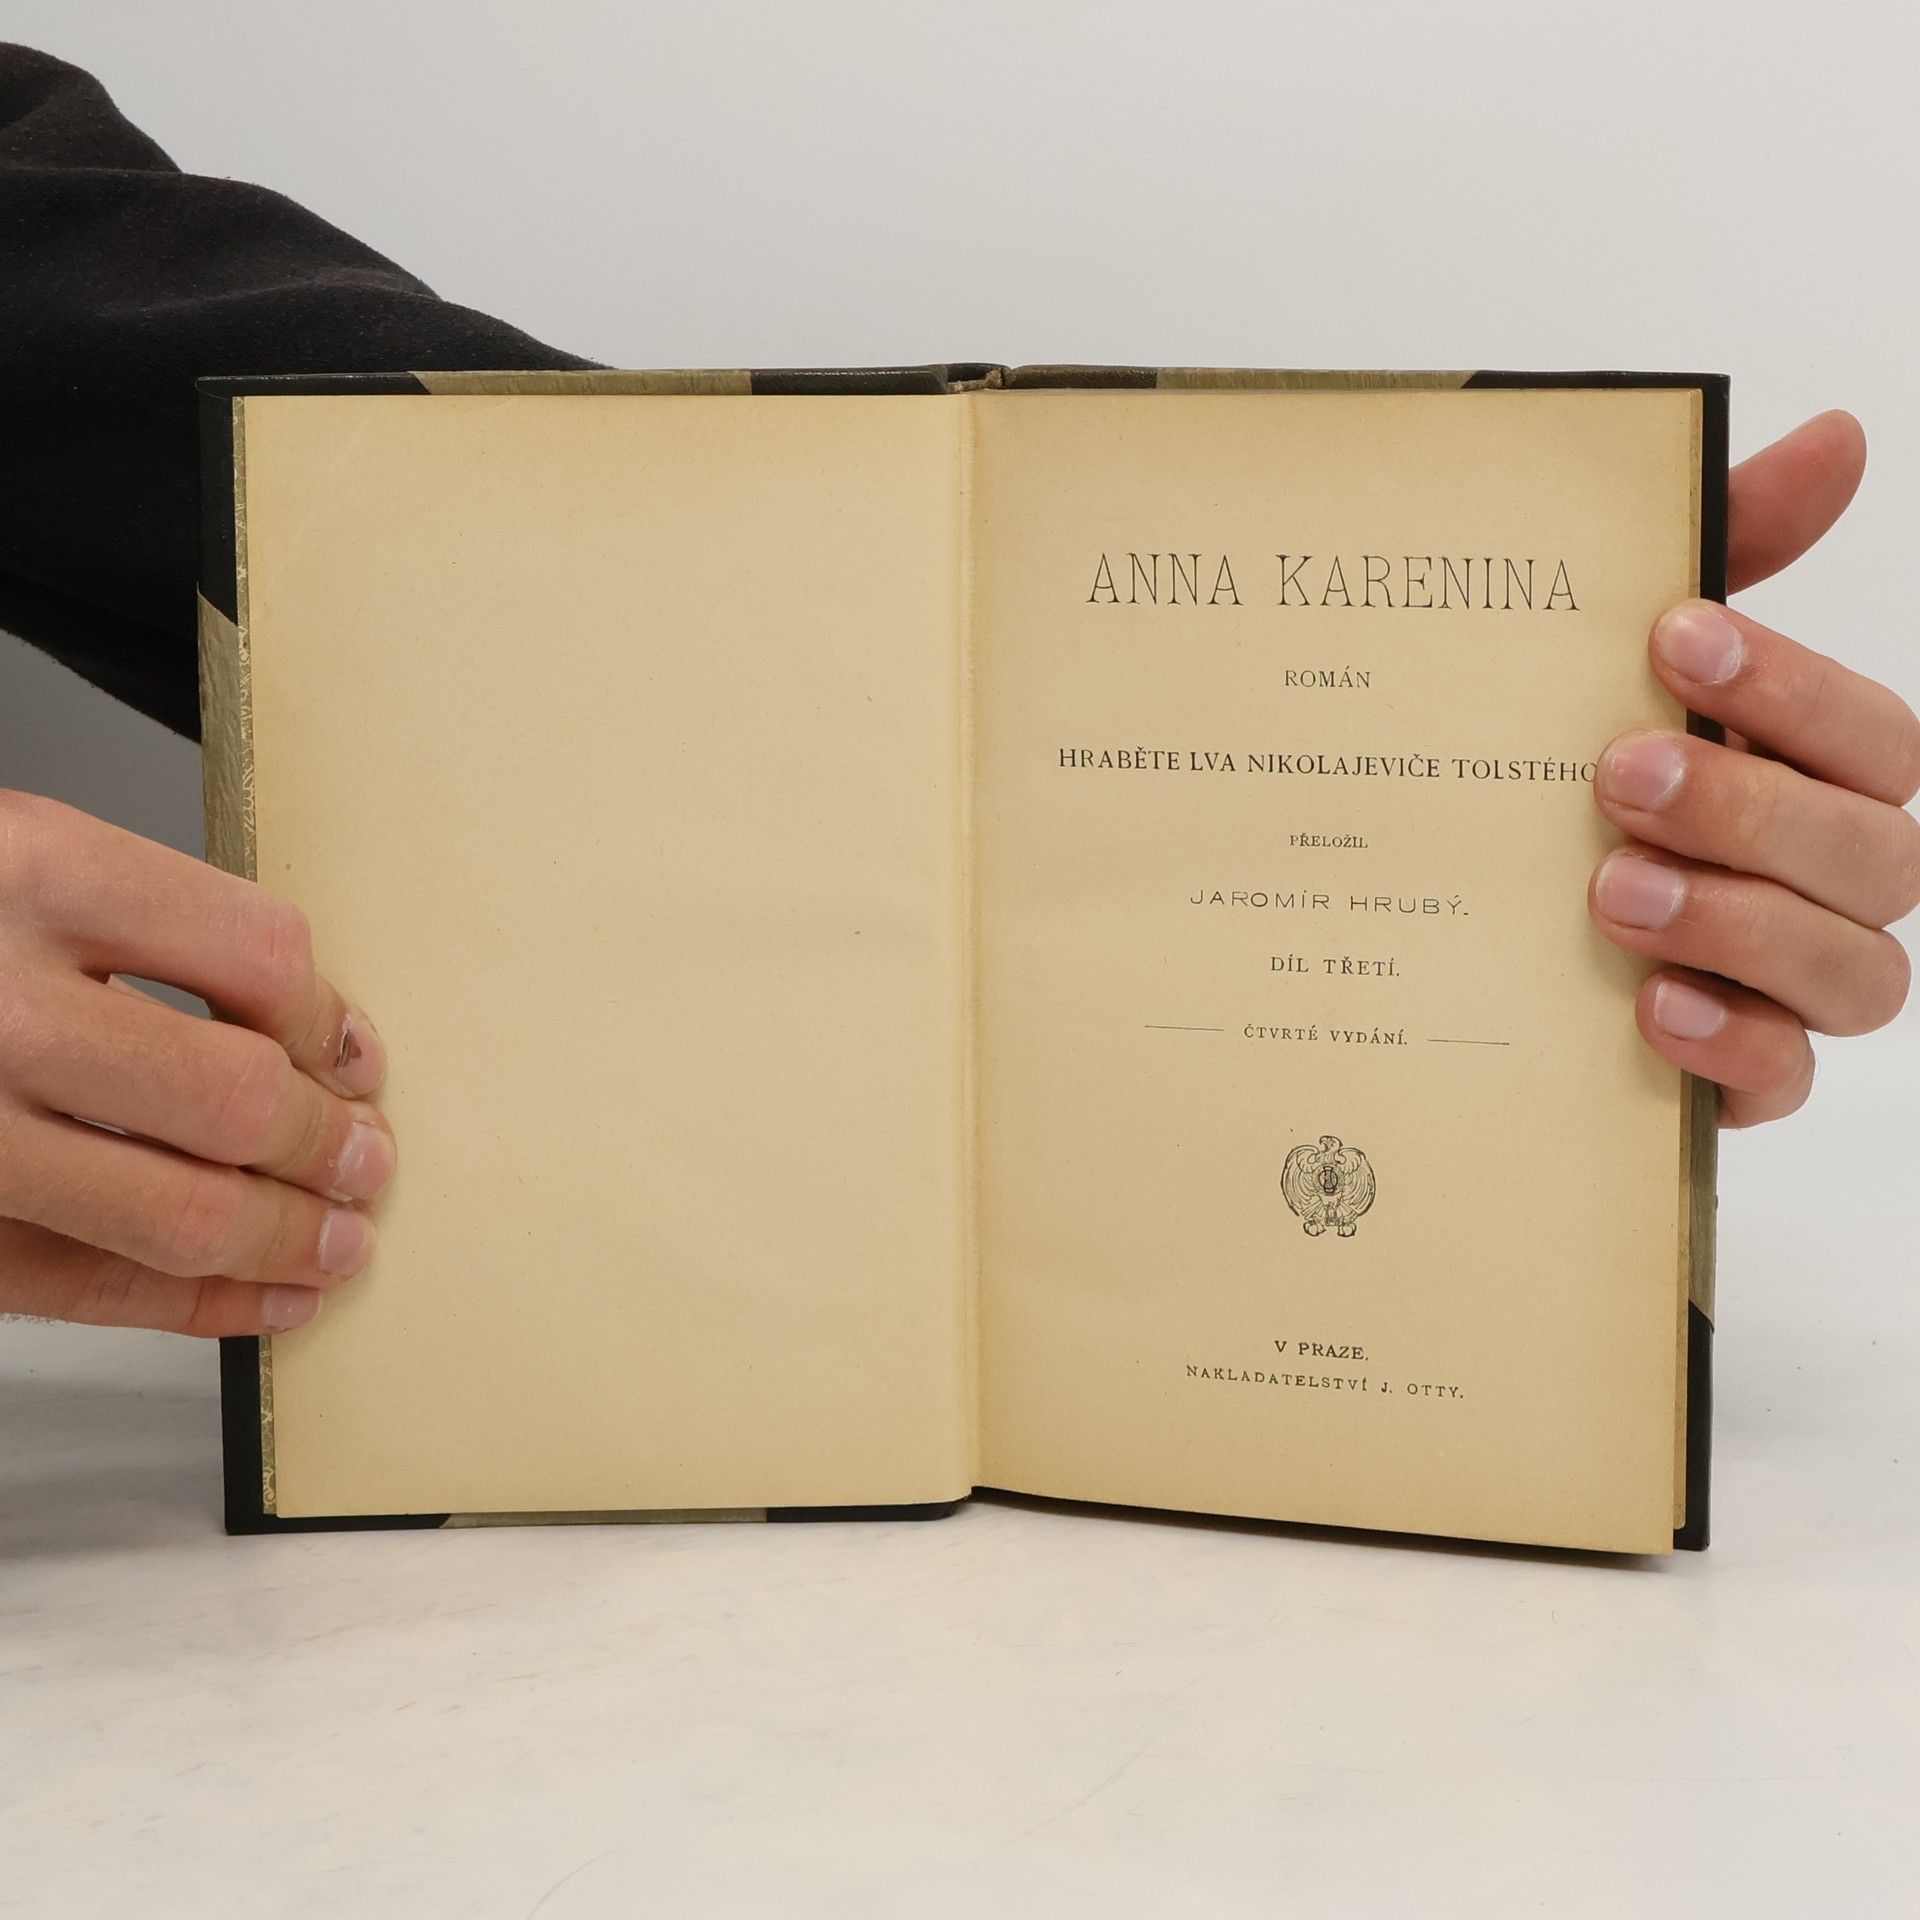 ANNA KARENINA
ROMÁN
HRABĚTE LVA NIKOLAJEVIČE TOLSTÉHO
PŘELOŽIL
JAROMÍR HRUBÝ.
DÍL TŘETÍ.
ČTVRTÉ VYDÁNÍ.
V PRAZE.
NAKLADATELSTVÍ J. OTTY.